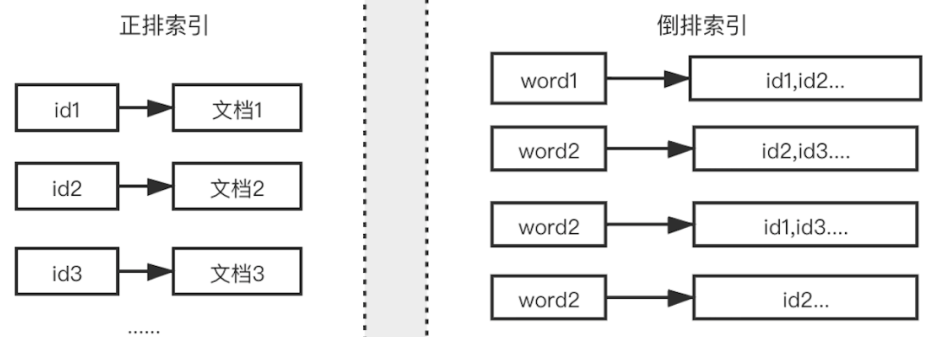 正排索引
id1 文档1
id2 文档2
id3 文档3
......
倒排索引
word1 id1,id2...
word2 id2,id3....
word2 id1,id3....
word2 id2...